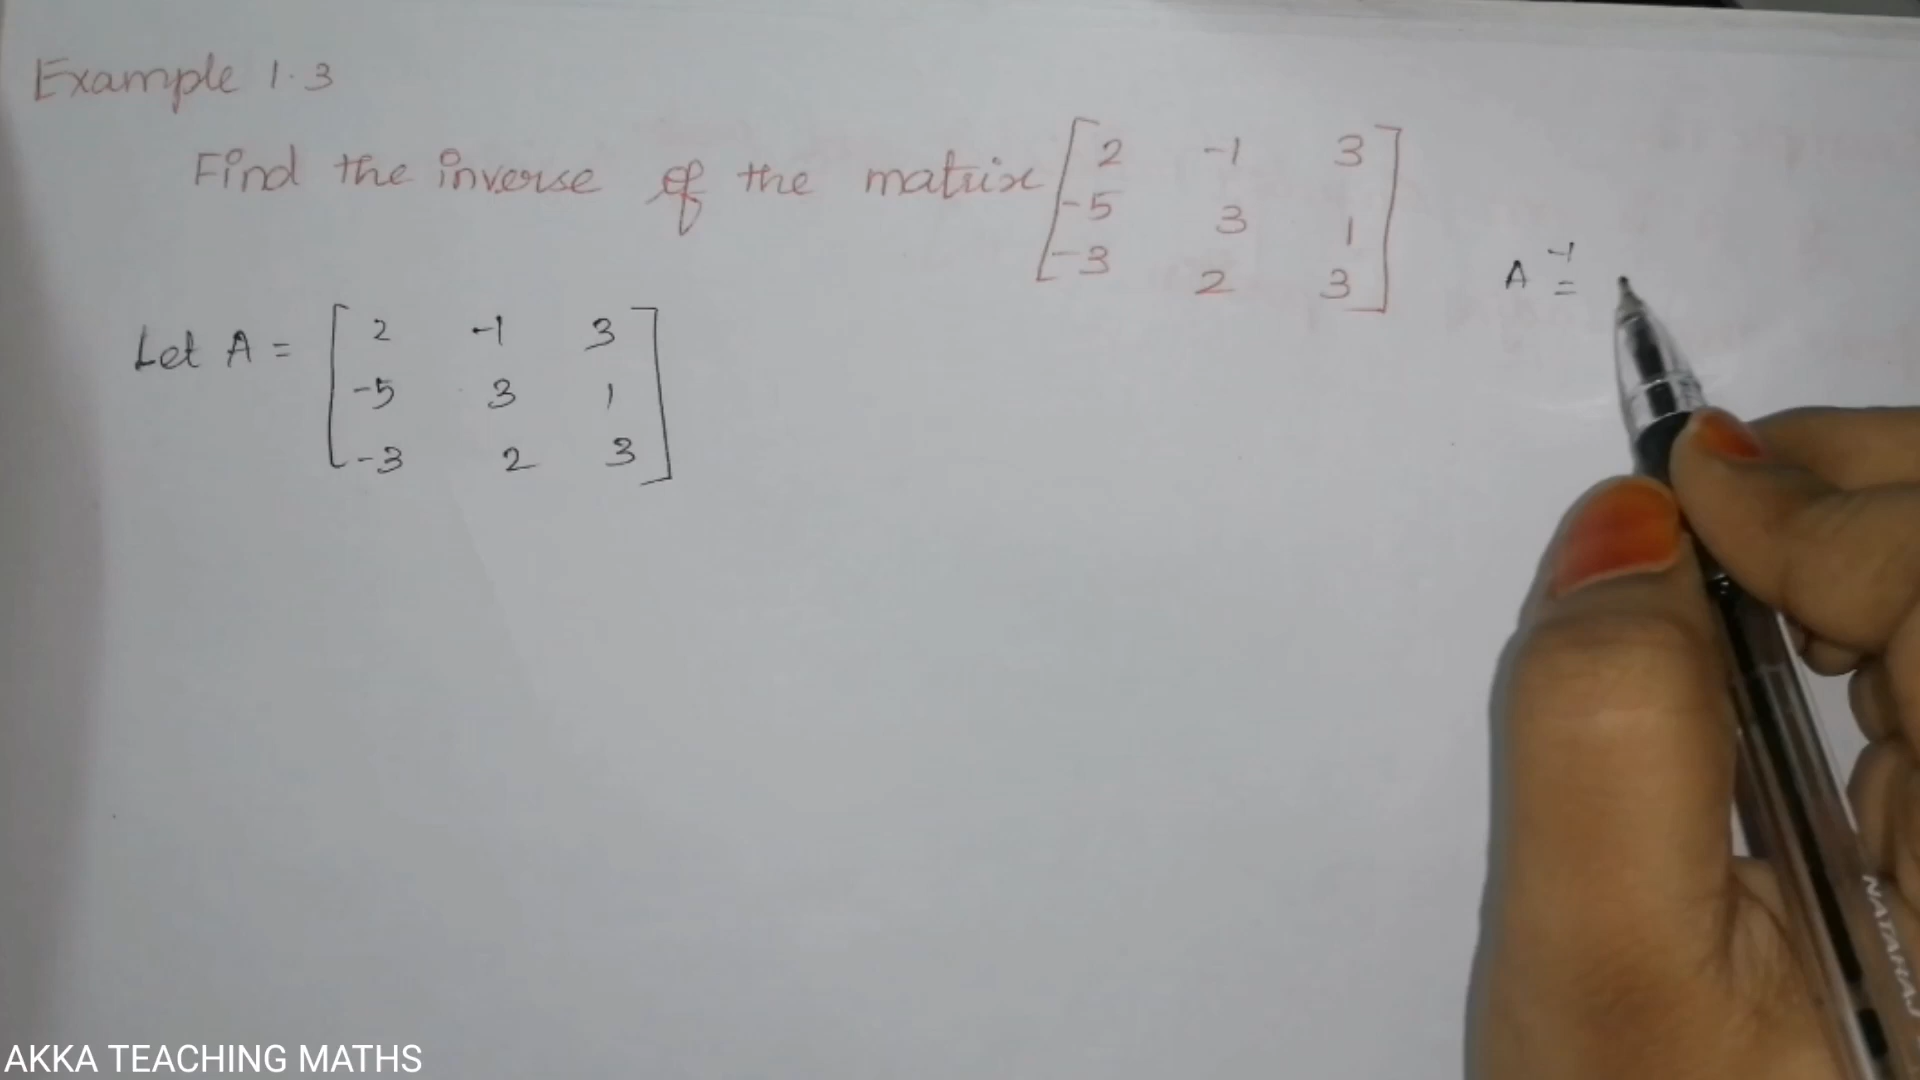 Example 1.3
Find the inverse of the matrix [2 -1 3
-5 3 1
-3 2 3]
A⁻¹ =
Let A = [2 -1 3
-5 3 1
-3 2 3]
AKKA TEACHING MATHS